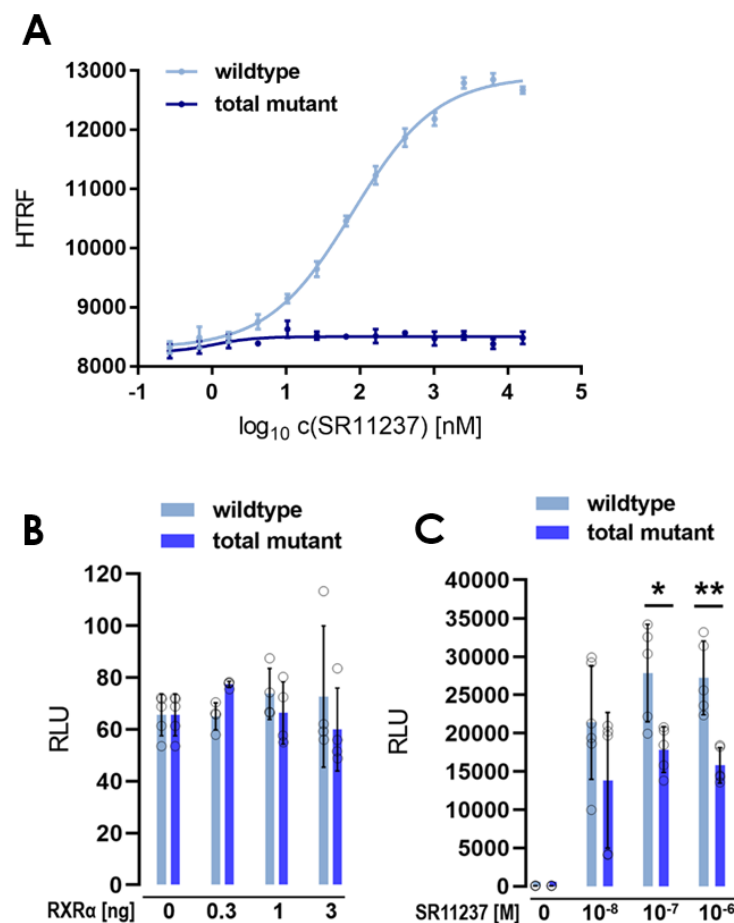 A
wildtype
total mutant
HTRF
13000
12000
11000
10000
9000
8000
-1 0 1 2 3 4 5
log₁₀ c(SR11237) [nM]
B
wildtype
total mutant
RLU
120
100
80
60
40
20
0
RXRα [ng] 0 0.3 1 3
C
wildtype
total mutant
RLU
40000
35000
30000
25000
20000
15000
10000
5000
0
* **
SR11237 [M] 0 10⁻⁸ 10⁻⁷ 10⁻⁶